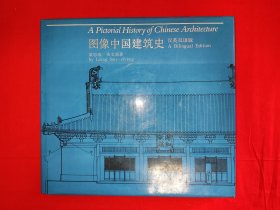 A Pictorial History of Chinese Architecture
图像中国建筑史 汉英双语版
A Bilingual Edition
梁思成 英文原著
by Liang Ssu-ch'eng